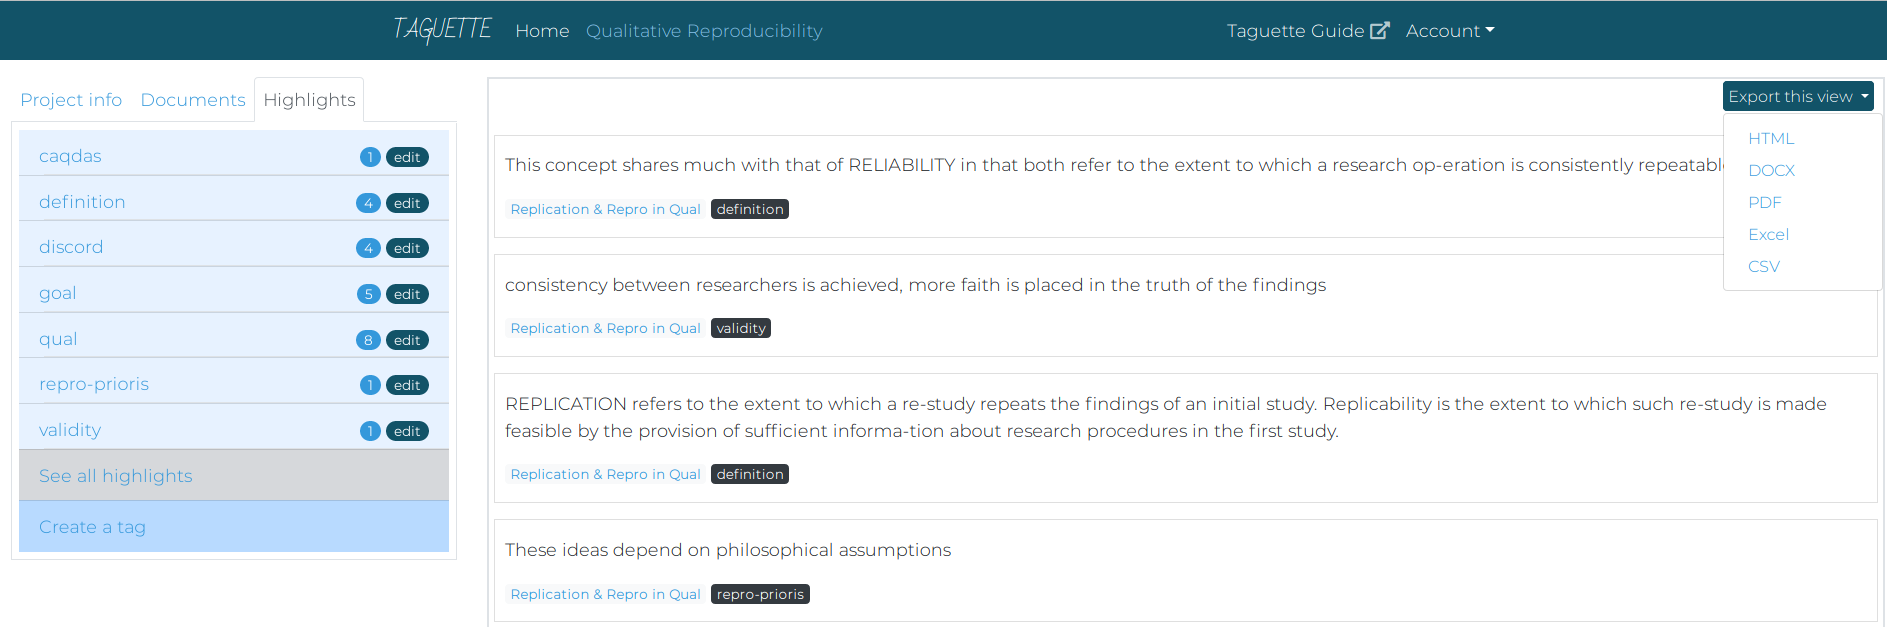 TAGUETTE Home Qualitative Reproducibility Taguette Guide Account
Project info Documents Highlights
caqdas 1 edit
definition 4 edit
discord 4 edit
goal 5 edit
qual 8 edit
repro-prioris 1 edit
validity 1 edit
See all highlights
Create a tag
Export this view
HTML
DOCX
PDF
Excel
CSV
This concept shares much with that of RELIABILITY in that both refer to the extent to which a research op-eration is consistently
Replication & Repro in Qual definition
consistency between researchers is achieved, more faith is placed in the truth of the findings
Replication & Repro in Qual validity
REPLICATION refers to the extent to which a re-study repeats the findings of an initial study. Replicability is the extent to which such re-study is made
feasible by the provision of sufficient informa-tion about research procedures in the first study.
Replication & Repro in Qual definition
These ideas depend on philosophical assumptions
Replication & Repro in Qual repro-prioris